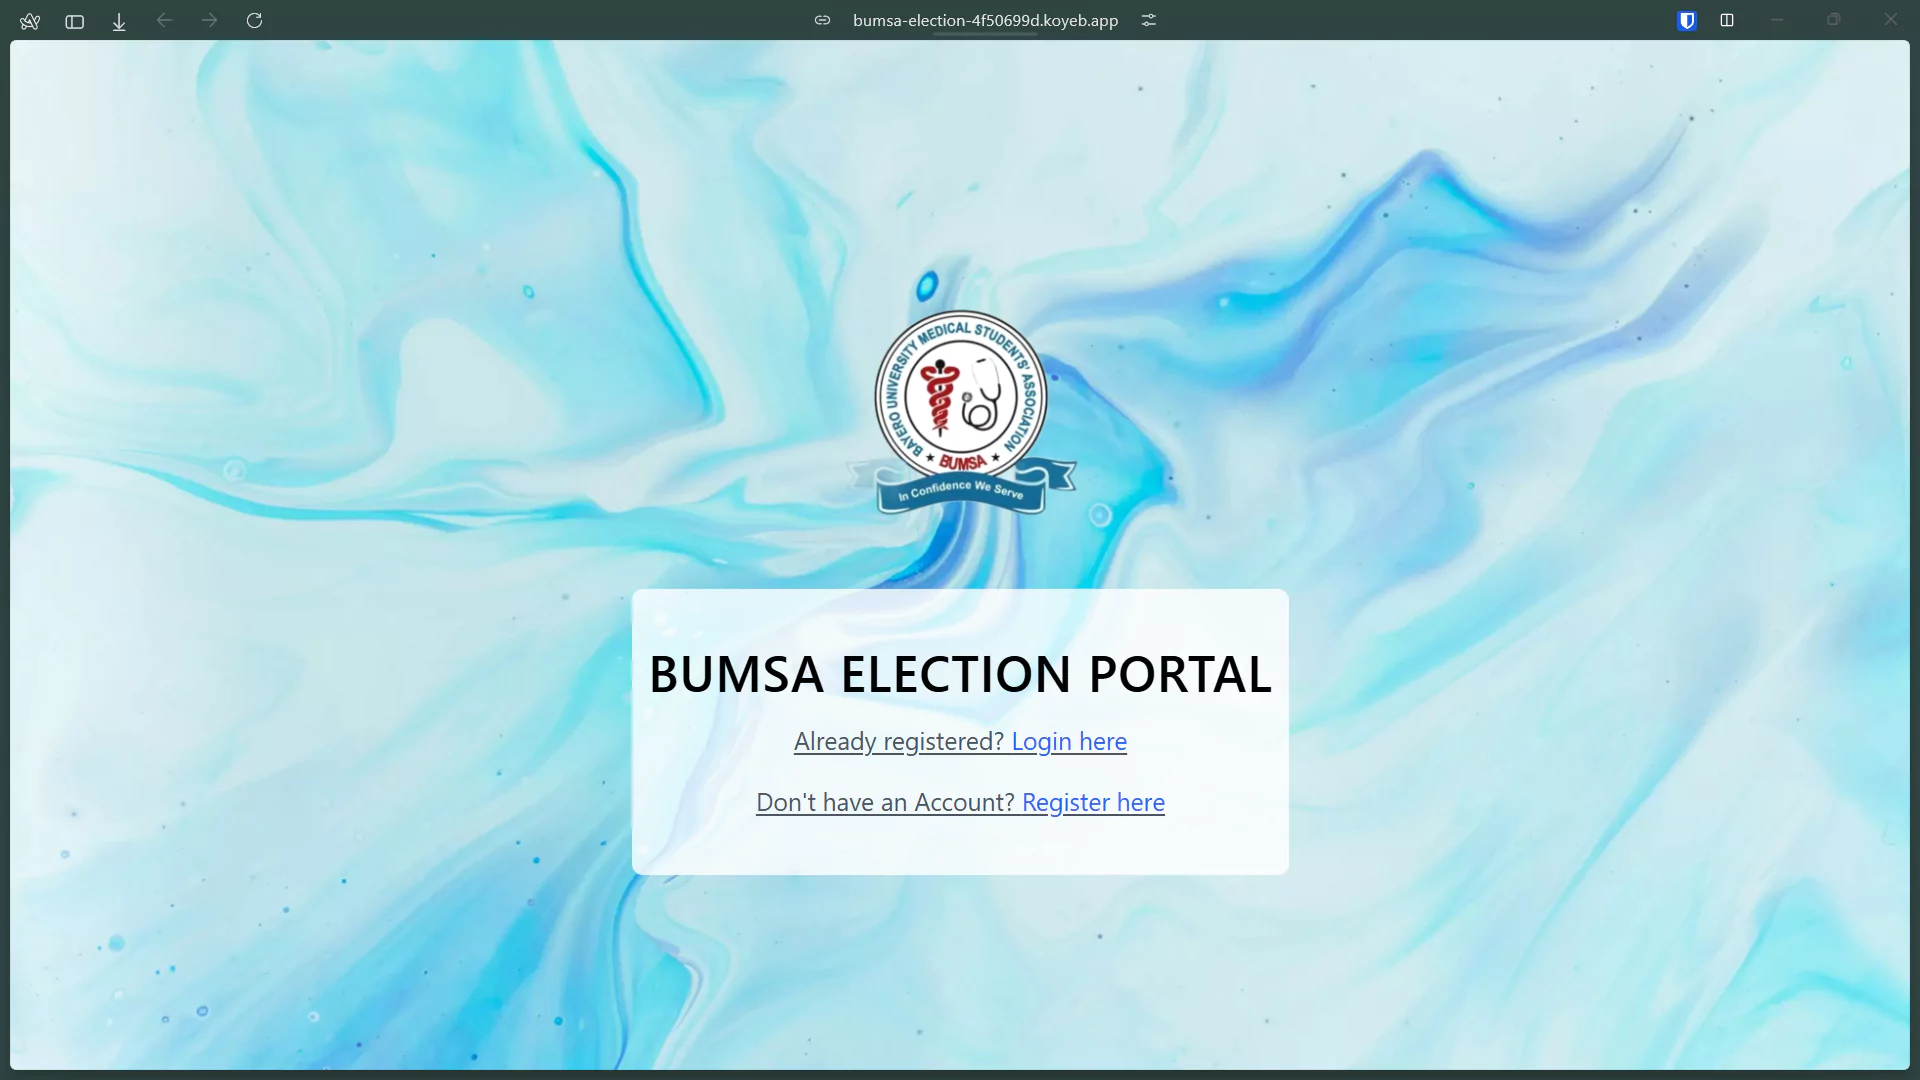 bumsa-election-4f50699d.koyeb.app
BAYERO UNIVERSITY MEDICAL STUDENTS' ASSOCIATION
★ BUMSA ★
In Confidence We Serve
BUMSA ELECTION PORTAL
Already registered? Login here
Don't have an Account? Register here